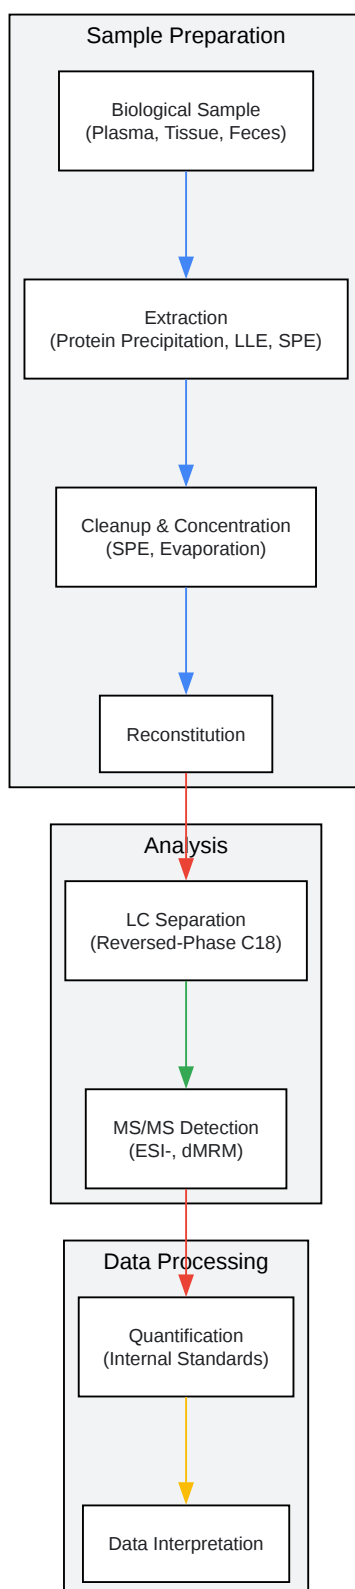 Sample Preparation
Biological Sample
(Plasma, Tissue, Feces)
Extraction
(Protein Precipitation, LLE, SPE)
Cleanup & Concentration
(SPE, Evaporation)
Reconstitution
Analysis
LC Separation
(Reversed-Phase C18)
MS/MS Detection
(ESI-, dMRM)
Data Processing
Quantification
(Internal Standards)
Data Interpretation